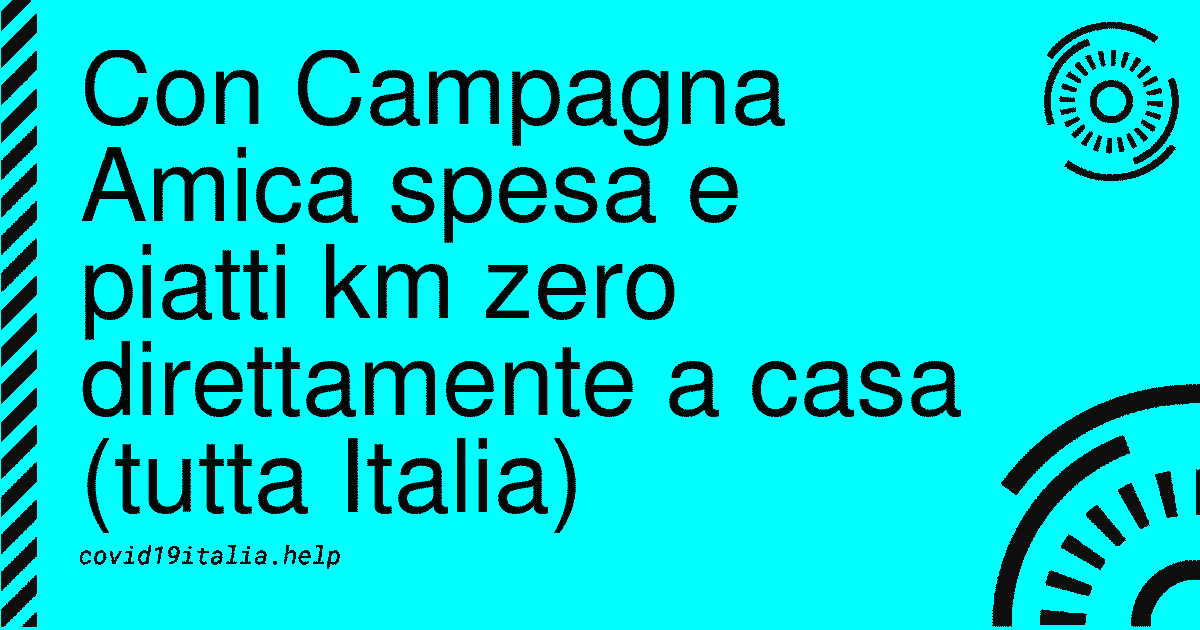 Con Campagna
Amica spesa e
piatti km zero
direttamente a casa
(tutta Italia)
covid19italia.help